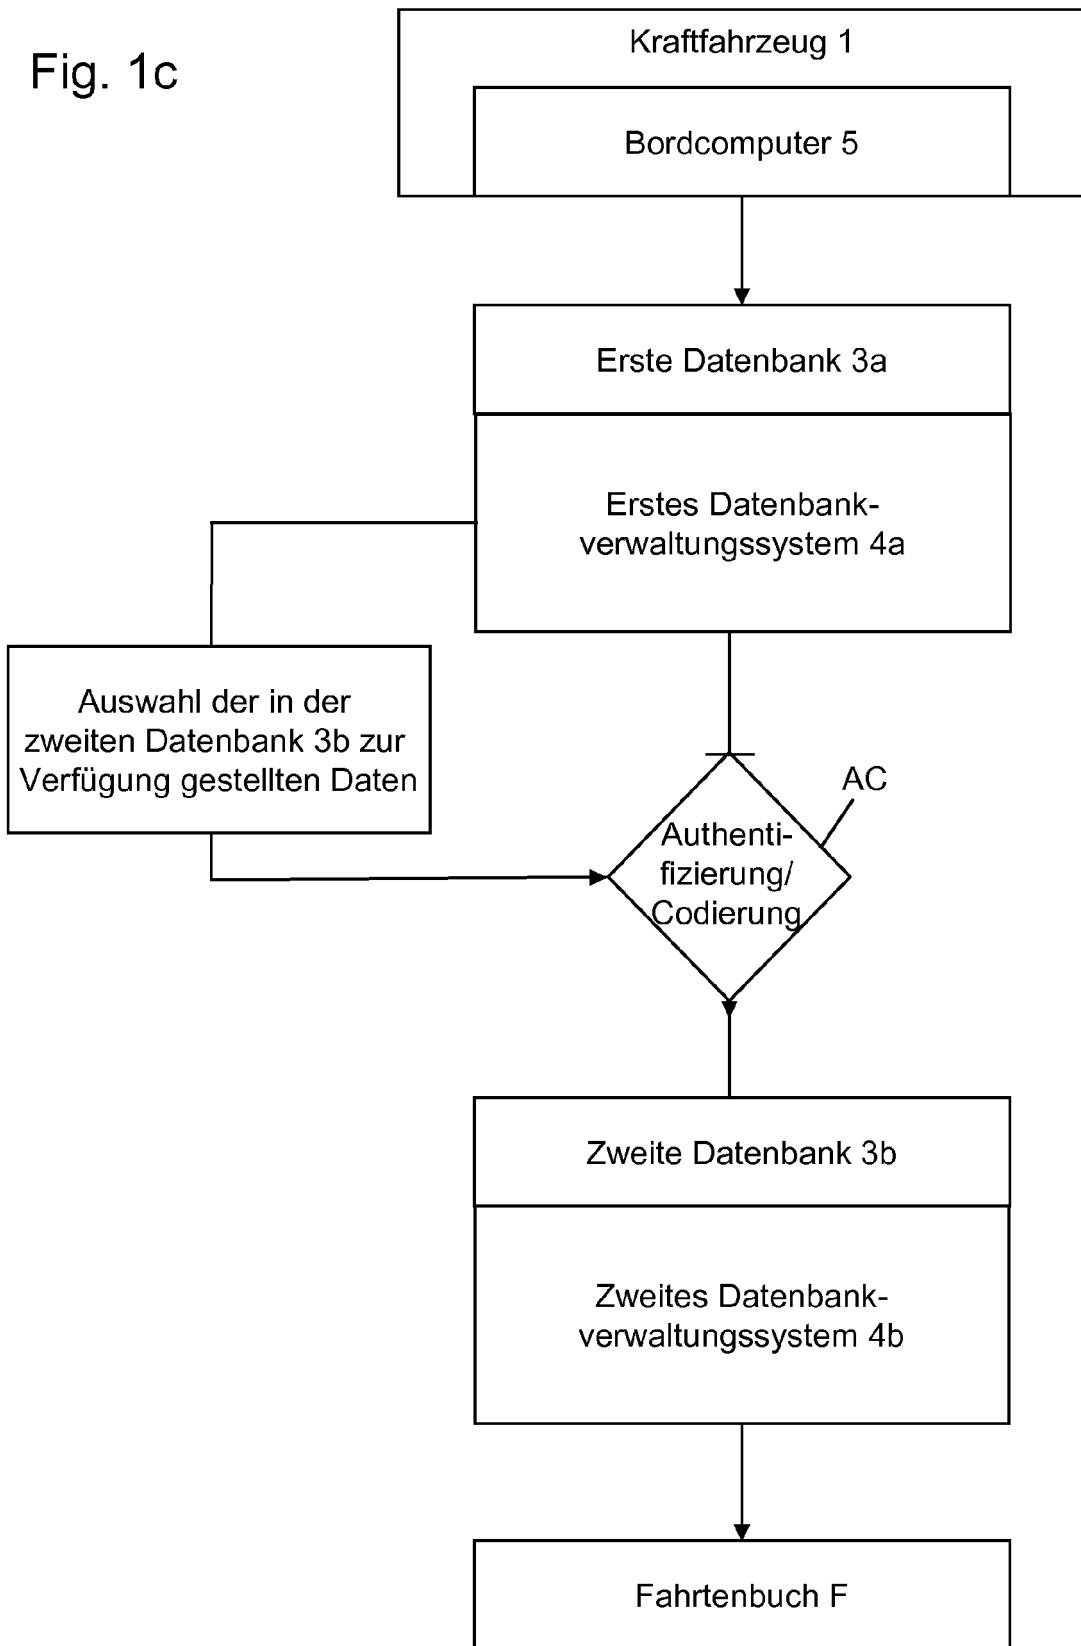 Fig. 1c
Kraftfahrzeug 1
Bordcomputer 5
Erste Datenbank 3a
Erstes Datenbank-
verwaltungssystem 4a
Auswahl der in der
zweiten Datenbank 3b zur
Verfügung gestellten Daten
AC
Authenti-
fizierung/
Codierung
Zweite Datenbank 3b
Zweites Datenbank-
verwaltungssystem 4b
Fahrtenbuch F